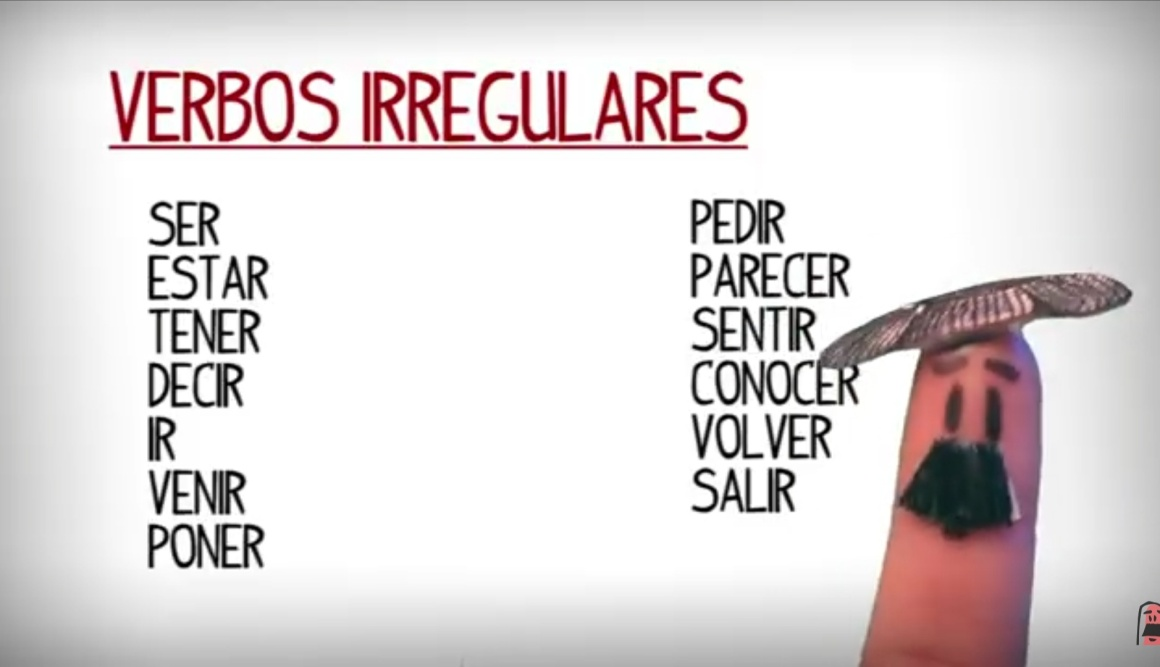 VERBOS IRREGULARES
SER
ESTAR
TENER
DECIR
IR
VENIR
PONER
PEDIR
PARECER
SENTIR
CONOCER
VOLVER
SALIR